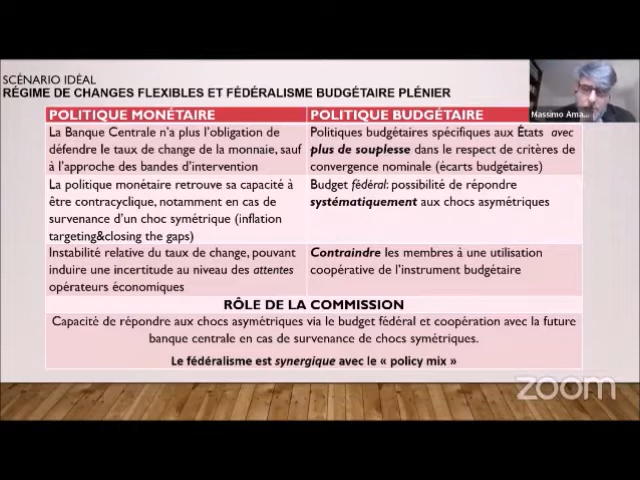 SCÉNARIO IDÉAL
RÉGIME DE CHANGES FLEXIBLES ET FÉDÉRALISME BUDGÉTAIRE PLÉNIER
POLITIQUE MONÉTAIRE
La Banque Centrale n'a plus l'obligation de
défendre le taux de change de la monnaie, sauf
à l'approche des bandes d'intervention
POLITIQUE BUDGÉTAIRE
Politiques budgétaires spécifiques aux États avec
plus de souplesse dans le respect de critères de
convergence nominale (écarts budgétaires)
La politique monétaire retrouve sa capacité à
être contracyclique, notamment en cas de
survenance d'un choc symétrique (inflation
targeting&closing the gaps)
Budget fédéral: possibilité de répondre
systématiquement aux chocs asymétriques
Instabilité relative du taux de change, pouvant
induire une incertitude au niveau des attentes
opérateurs économiques
Contraindre les membres à une utilisation
coopérative de l'instrument budgétaire
RÔLE DE LA COMMISSION
Capacité de répondre aux chocs asymétriques via le budget fédéral et coopération avec la future
banque centrale en cas de survenance de chocs symétriques.
Le fédéralisme est synergique avec le « policy mix »
Massimo Ama...
zoom